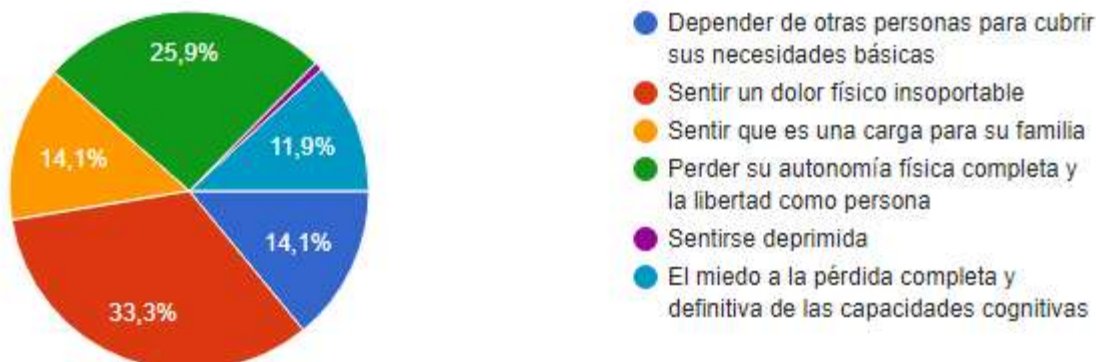 25,9%
11,9%
14,1%
14,1%
33,3%
Depender de otras personas para cubrir
sus necesidades básicas
Sentir un dolor físico insoportable
Sentir que es una carga para su familia
Perder su autonomía física completa y
la libertad como persona
Sentirse deprimida
El miedo a la pérdida completa y
definitiva de las capacidades cognitivas